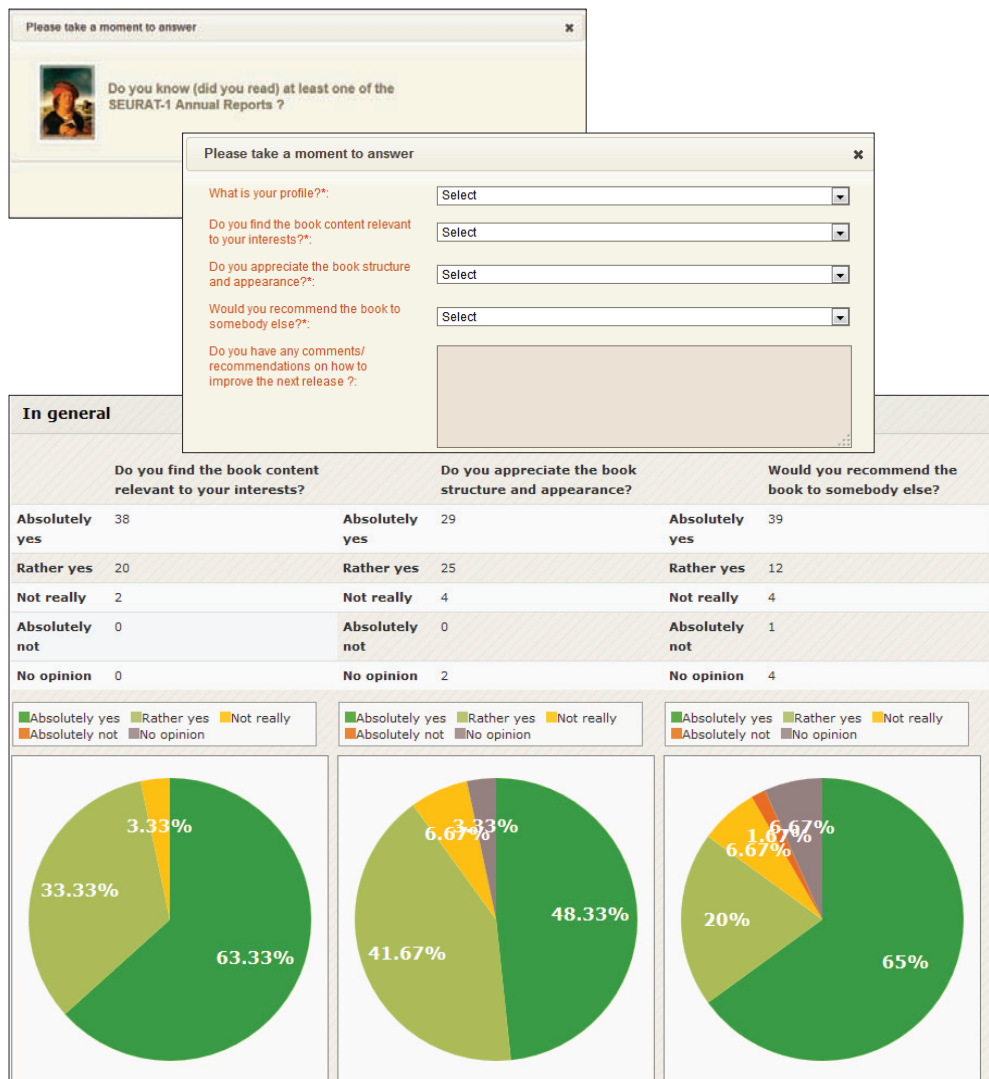 Please take a moment to answer
Do you know (did you read) at least one of the
SEURAT-1 Annual Reports ?
Please take a moment to answer
What is your profile?*:
Select
Do you find the book content relevant
to your interests?*:
Select
Do you appreciate the book structure
and appearance?*:
Select
Would you recommend the book to
somebody else?*:
Select
Do you have any comments/
recommendations on how to
improve the next release ?:
In general
Do you find the book content
relevant to your interests?
Absolutely yes 38
Rather yes 20
Not really 2
Absolutely not 0
No opinion 0
Do you appreciate the book
structure and appearance?
Absolutely yes 29
Rather yes 25
Not really 4
Absolutely not 0
No opinion 2
Would you recommend the
book to somebody else?
Absolutely yes 39
Rather yes 12
Not really 4
Absolutely not 1
No opinion 4
Absolutely yes Rather yes Not really
Absolutely not No opinion
3.33%
33.33%
63.33%
Absolutely yes Rather yes Not really
Absolutely not No opinion
6.67% 3.33%
48.33%
41.67%
Absolutely yes Rather yes Not really
Absolutely not No opinion
6.67%
1.67%
6.67%
20%
65%